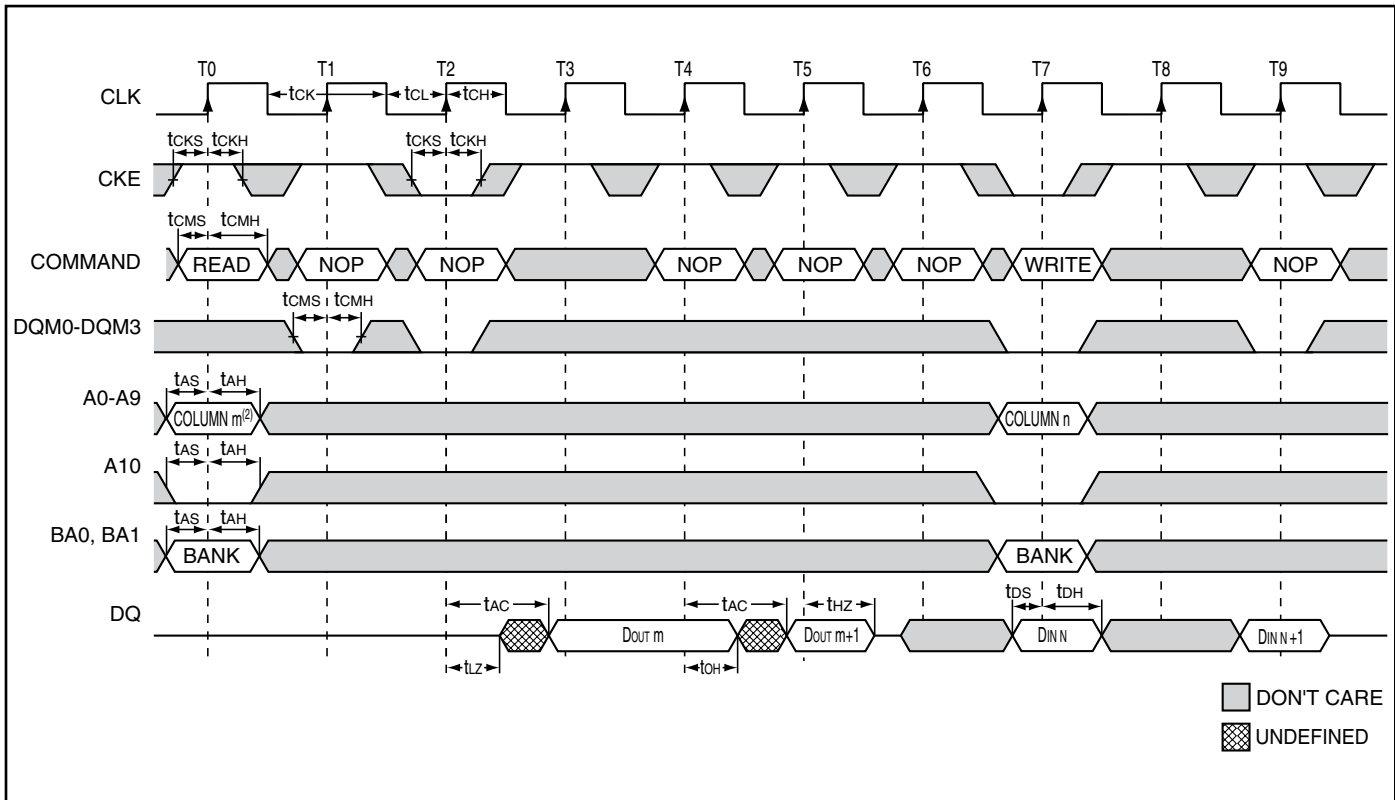 T0 T1 T2 T3 T4 T5 T6 T7 T8 T9
CLK tCK tCL tCH
tCKS tCKH tCKS tCKH
CKE
tCMS tCMH
COMMAND READ NOP NOP NOP NOP NOP WRITE NOP
tCMS tCMH
DQM0-DQM3
tAS tAH
A0-A9 COLUMN m(2) COLUMN n
tAS tAH
A10
tAS tAH
BA0, BA1 BANK BANK
tAC tAC tHZ tDS tDH
DQ DOUT m DOUT m+1 DIN N DIN N+1
tLZ tOH
DON'T CARE
UNDEFINED